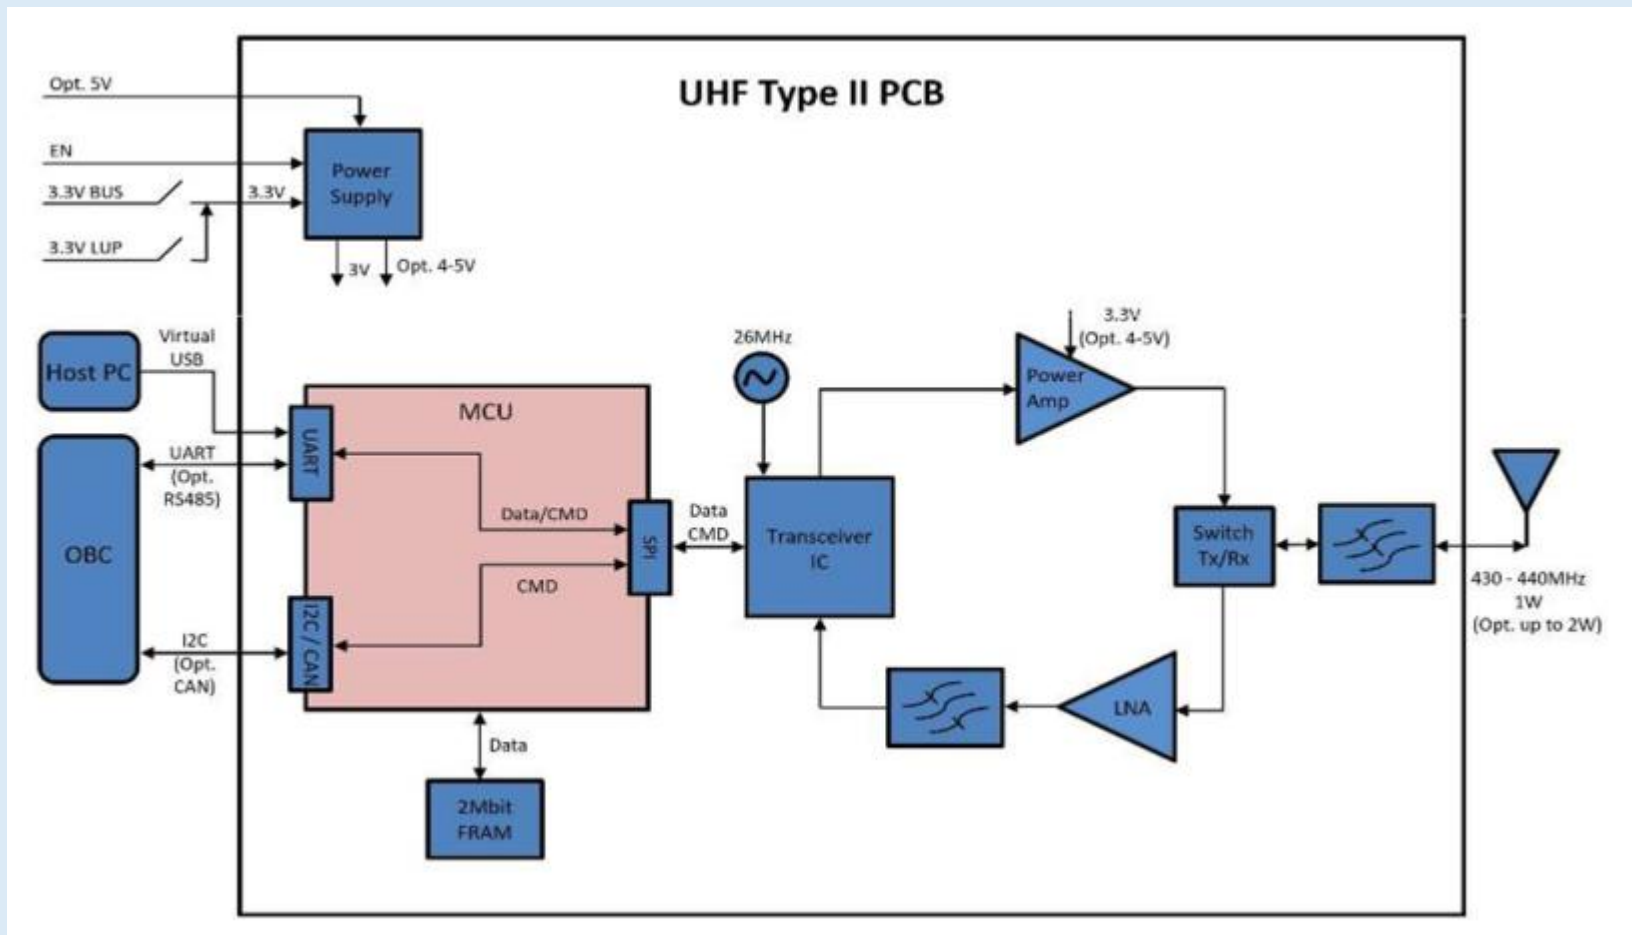 UHF Type II PCB
Opt. 5V
EN
3.3V BUS
3.3V
3.3V LUP
Power
Supply
3V
Opt. 4-5V
Host PC
Virtual
USB
OBC
UART
(Opt.
RS485)
I2C
(Opt.
CAN)
MCU
UART
I2C / CAN
Data/CMD
CMD
SPI
Data
CMD
Data
2Mbit
FRAM
26MHz
Transceiver
IC
3.3V
(Opt. 4-5V)
Power
Amp
Switch
Tx/Rx
LNA
430 - 440MHz
1W
(Opt. up to 2W)